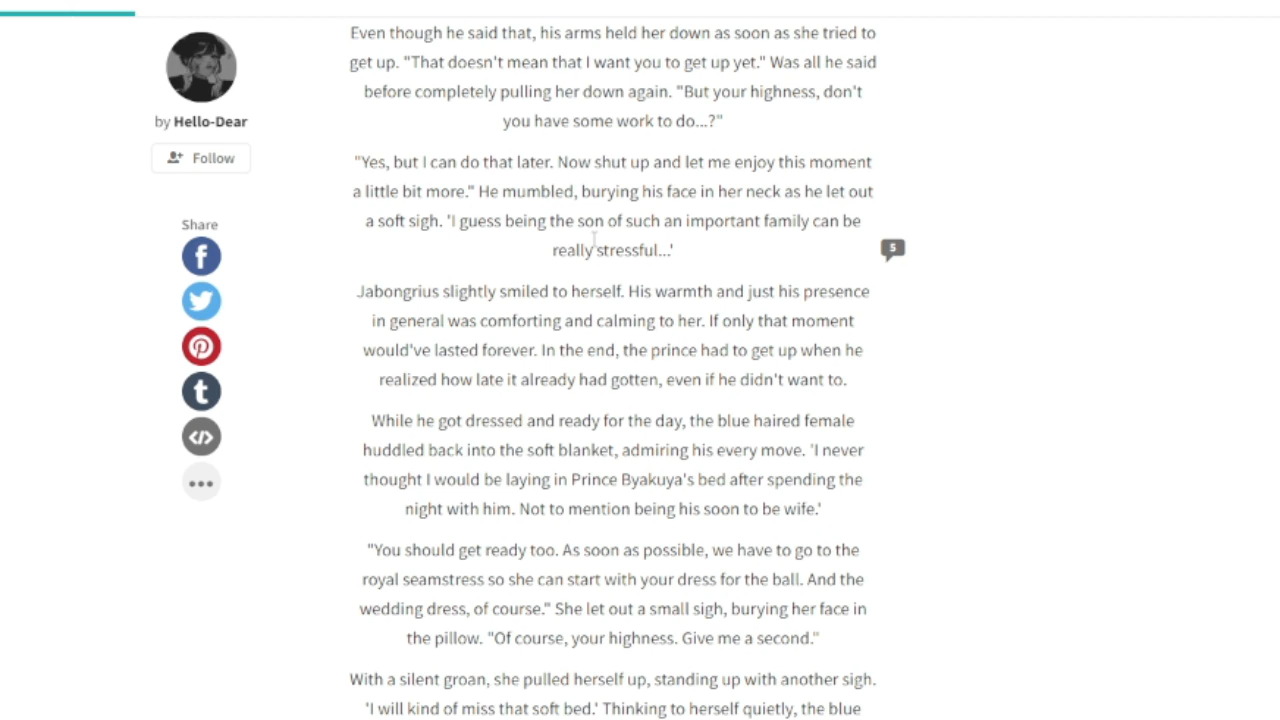 by Hello-Dear
Follow
Share
Even though he said that, his arms held her down as soon as she tried to
get up. "That doesn't mean that I want you to get up yet." Was all he said
before completely pulling her down again. "But your highness, don't
you have some work to do...?"
"Yes, but I can do that later. Now shut up and let me enjoy this moment
a little bit more." He mumbled, burying his face in her neck as he let out
a soft sigh. 'I guess being the son of such an important family can be
really stressful...'
5
Jabongrius slightly smiled to herself. His warmth and just his presence
in general was comforting and calming to her. If only that moment
would've lasted forever. In the end, the prince had to get up when he
realized how late it already had gotten, even if he didn't want to.
While he got dressed and ready for the day, the blue haired female
huddled back into the soft blanket, admiring his every move. 'I never
thought I would be laying in Prince Byakuya's bed after spending the
night with him. Not to mention being his soon to be wife.'
"You should get ready too. As soon as possible, we have to go to the
royal seamstress so she can start with your dress for the ball. And the
wedding dress, of course." She let out a small sigh, burying her face in
the pillow. "Of course, your highness. Give me a second."
With a silent groan, she pulled herself up, standing up with another sigh.
'I will kind of miss that soft bed.' Thinking to herself quietly, the blue